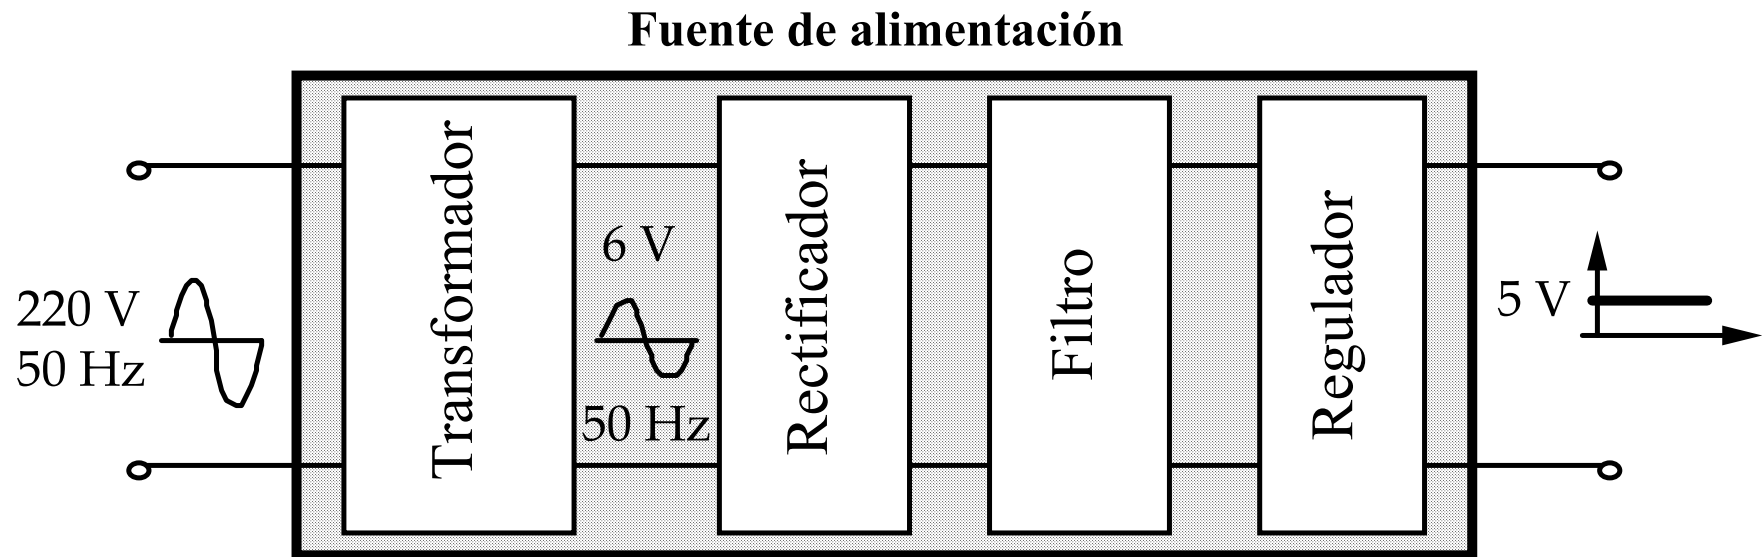 Fuente de alimentación
220 V
50 Hz
Transformador
6 V
50 Hz
Rectificador
Filtro
Regulador
5 V